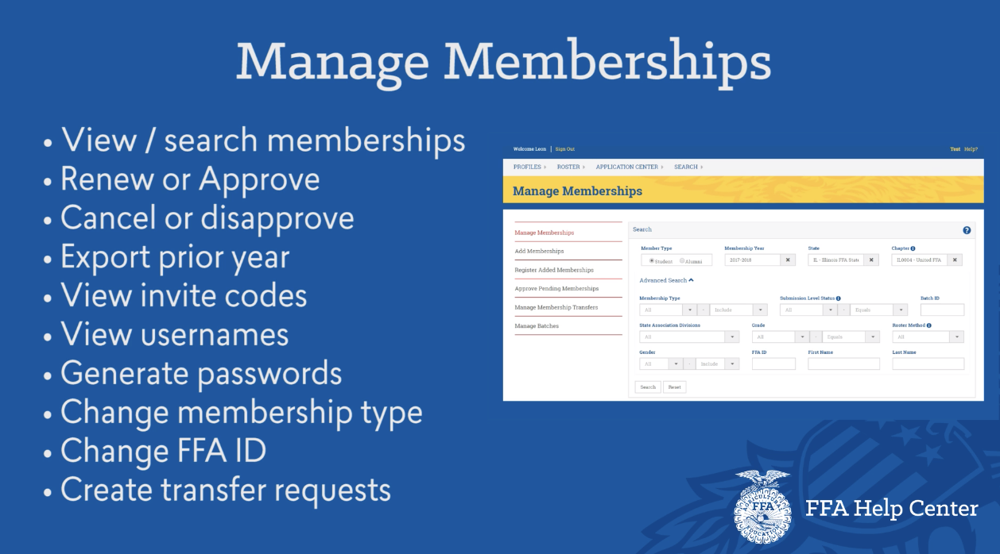 Manage Memberships
• View / search memberships
• Renew or Approve
• Cancel or disapprove
• Export prior year
• View invite codes
• View usernames
• Generate passwords
• Change membership type
• Change FFA ID
• Create transfer requests
Welcome Leon | Sign Out
Test Help?
PROFILES ROSTER APPLICATION CENTER SEARCH
Manage Memberships
Manage Memberships
Add Memberships
Register Added Memberships
Approve Pending Memberships
Manage Membership Transfers
Manage Batches
Search
Member Type Membership Year State Chapter
Student Alumni 2017-2018 IL - Illinois FFA State ILO004 - United FFA
Advanced Search
Membership Type Submission Level Status Batch ID
All - Include All - Equals
State Association Divisions Grade Roster Method
All All - Equals All
Gender FFA ID First Name Last Name
All - Include
Search Reset
AGRICULTURAL
FFA
EDUCATION
FFA Help Center